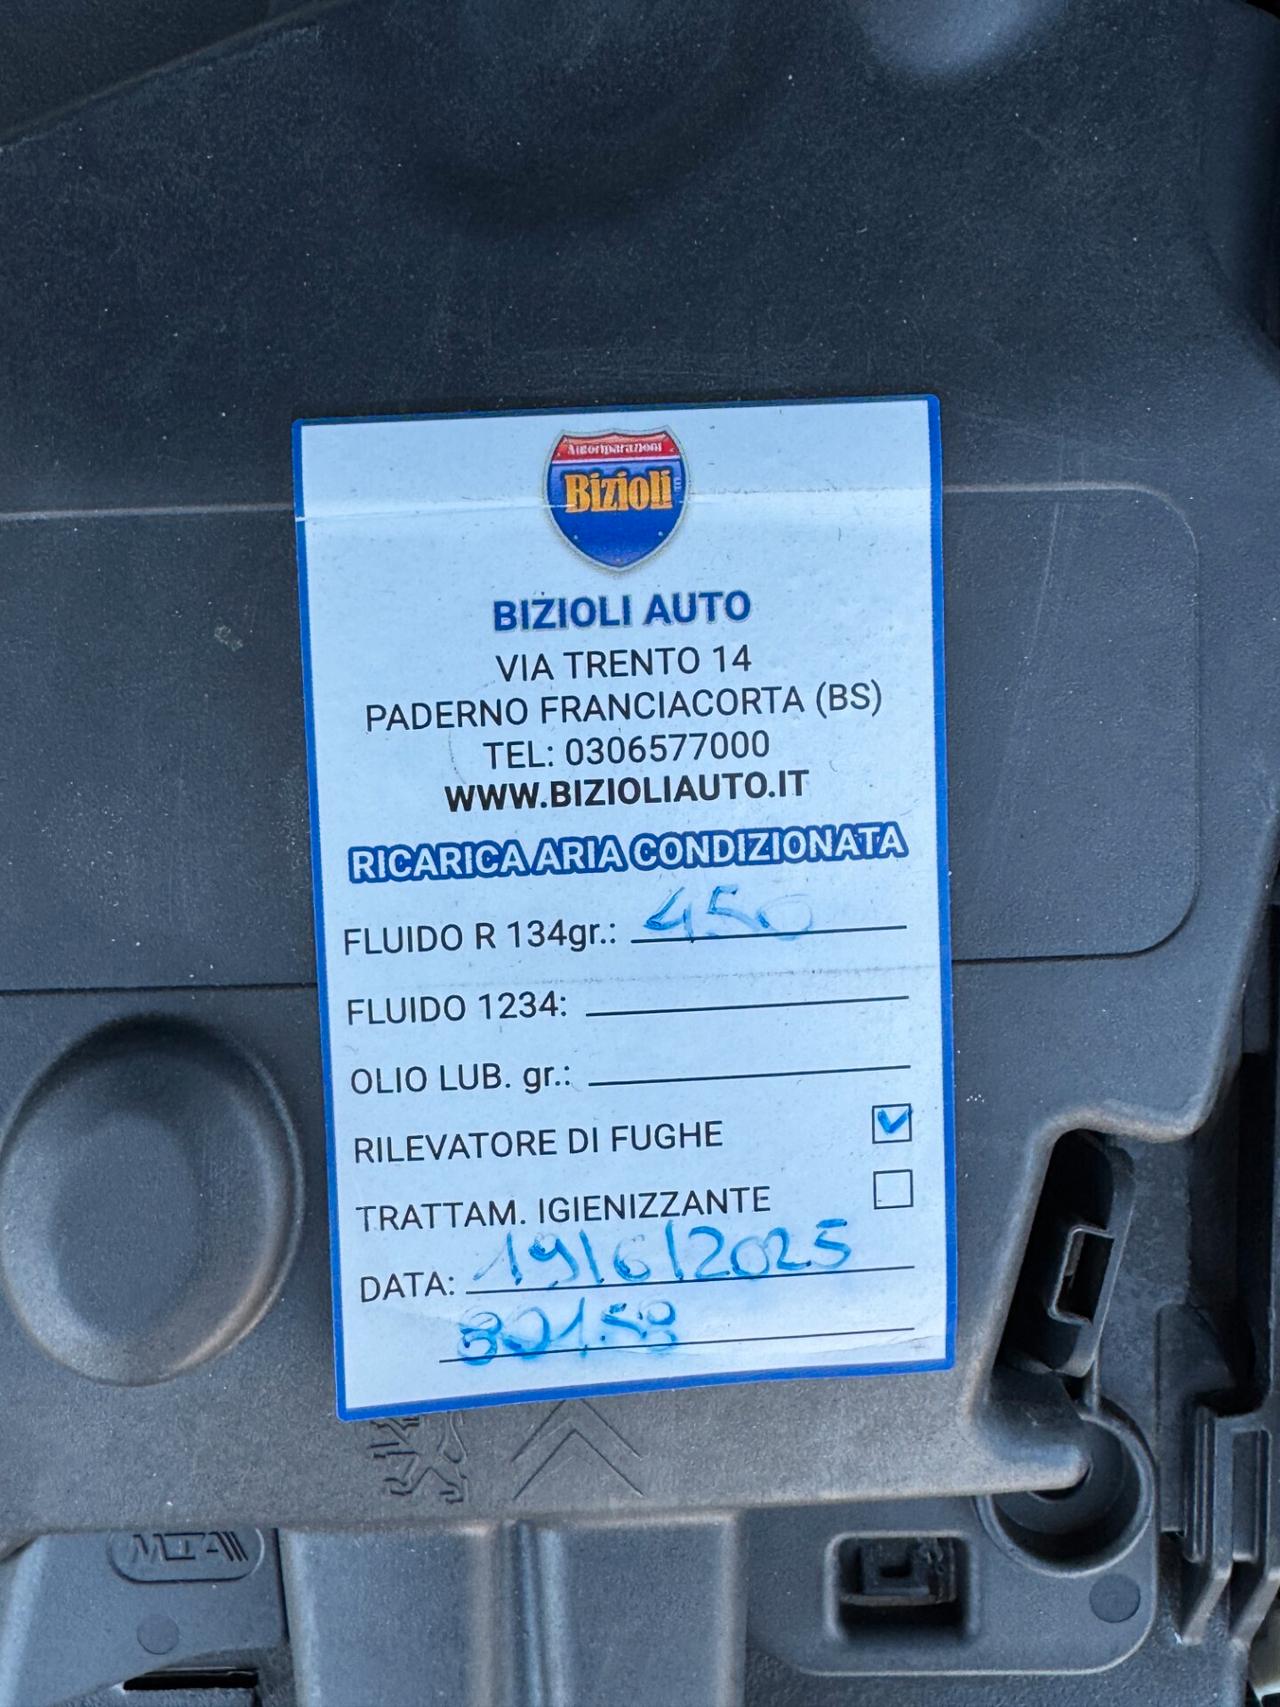 Autoriparazioni
Bizioli
BIZIOLI AUTO
VIA TRENTO 14
PADERNO FRANCIACORTA (BS)
TEL: 0306577000
WWW.BIZIOLIAUTO.IT
RICARICA ARIA CONDIZIONATA
FLUIDO R 134gr.: 450
FLUIDO 1234:
OLIO LUB. gr.:
RILEVATORE DI FUGHE
TRATTAM. IGIENIZZANTE
DATA: 19/6/2025
MTA